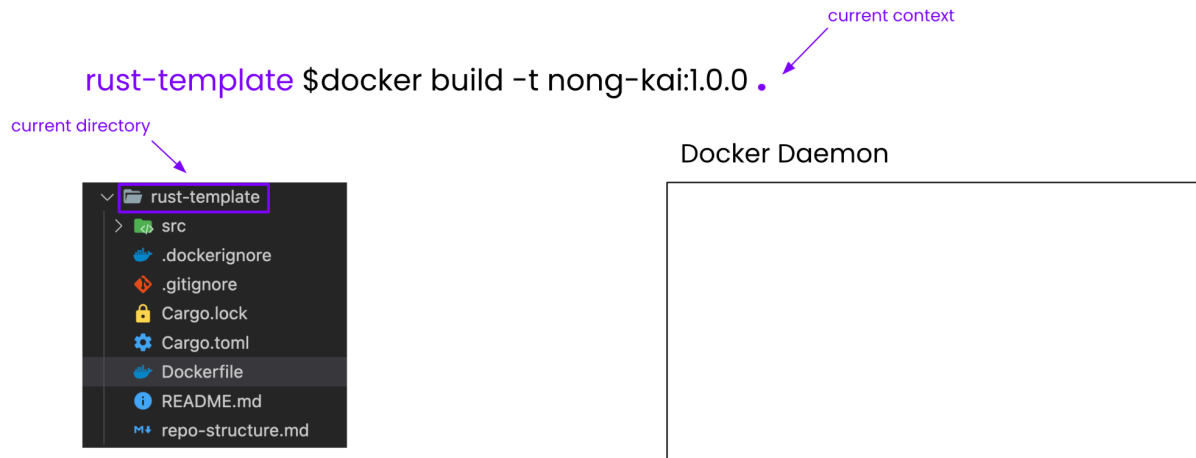 current context
rust-template $docker build -t nong-kai:1.0.0 .
current directory
Docker Daemon
rust-template
src
.dockerignore
.gitignore
Cargo.lock
Cargo.toml
Dockerfile
README.md
repo-structure.md